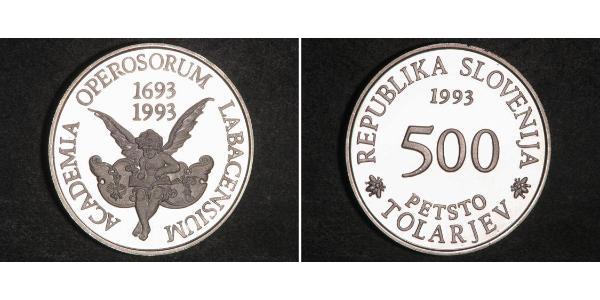 ACADEMIA OPEROSORUM LABACENSIUM
1693
1993
REPUBLIKA SLOVENIJA
1993
500
PETSTO
TOLARJEV